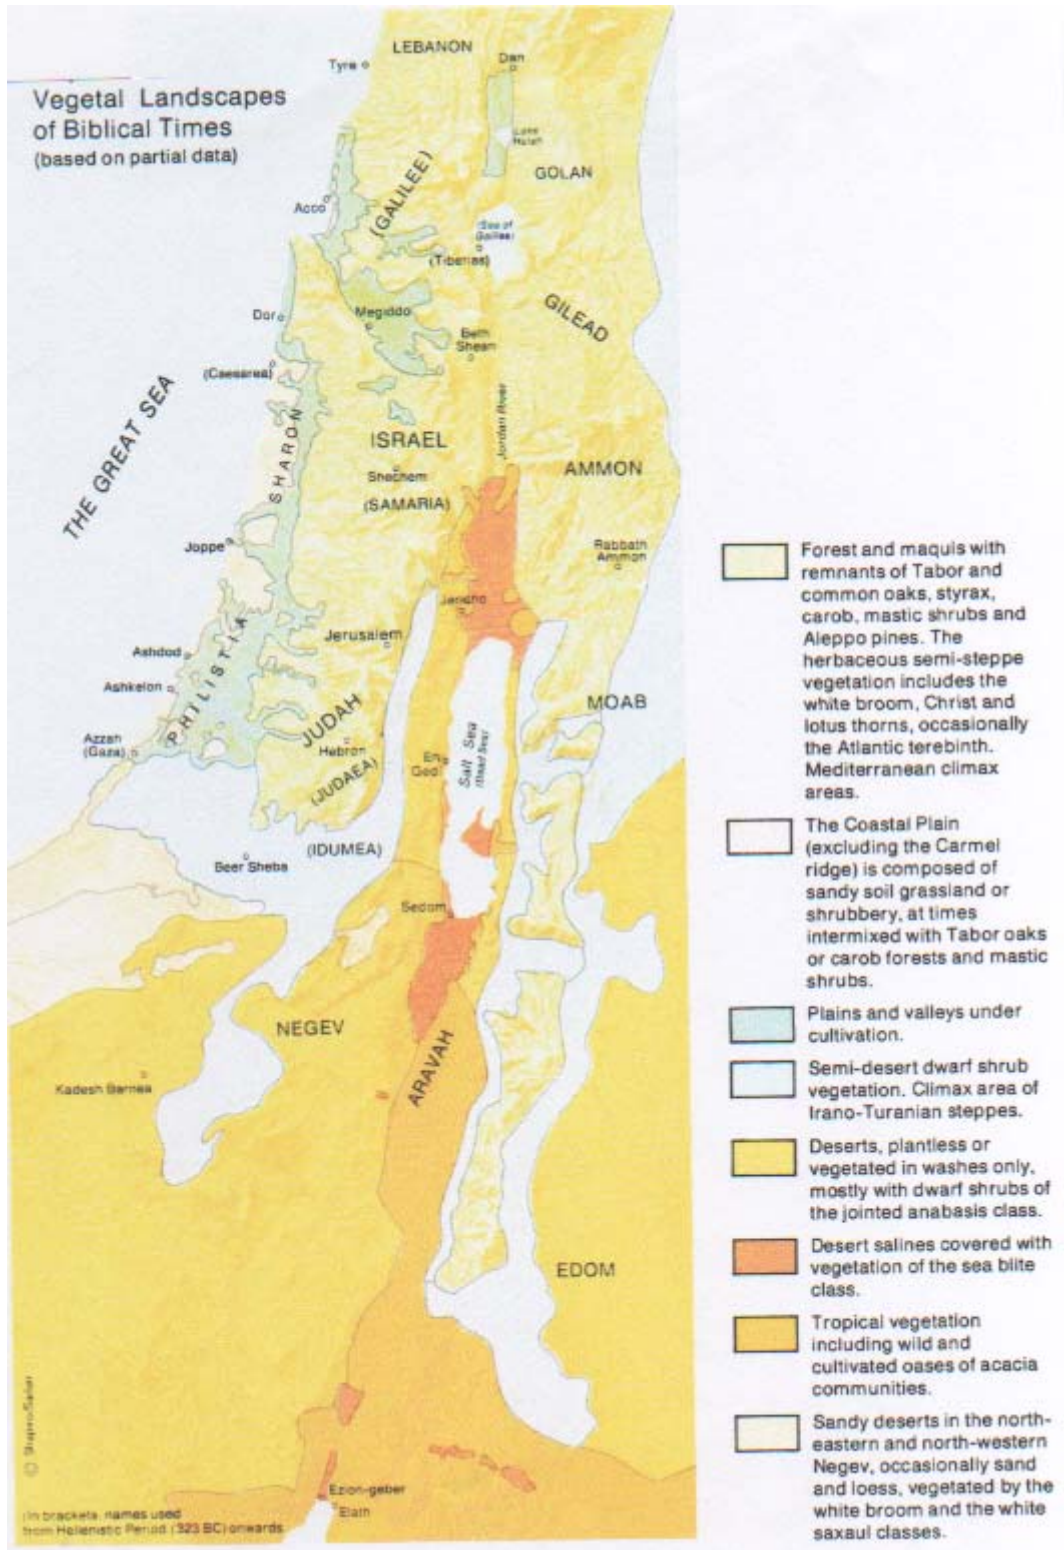 LEBANON
Tyre
Dan
Vegetal Landscapes
of Biblical Times
(based on partial data)
Lake
Huleh
GOLAN
(GALILEE)
Acco
(Sea of
Galilee)
(Tiberias)
GILEAD
Dor
Megiddo
Beth
Shean
(Caesarea)
THE GREAT SEA
Jordan River
SHARON
ISRAEL
AMMON
Shechem
(SAMARIA)
Joppe
Rabbath
Ammon
Jericho
Jerusalem
PHILISTIA
Ashdod
Ashkelon
MOAB
JUDAH
Azzah
(Gaza)
Hebron
Salt Sea
(Dead Sea)
En
Ged
(JUDAEA)
(IDUMEA)
Beer Sheba
Sedom
NEGEV
ARAVAH
Kadesh Barnea
EDOM
Ezion-geber
Elath
(In brackets, names used
from Hellenistic Period (323 BC) onwards
Forest and maquis with
remnants of Tabor and
common oaks, styrax,
carob, mastic shrubs and
Aleppo pines. The
herbaceous semi-steppe
vegetation includes the
white broom, Christ and
lotus thorns, occasionally
the Atlantic terebinth.
Mediterranean climax
areas.
The Coastal Plain
(excluding the Carmel
ridge) is composed of
sandy soil grassland or
shrubbery, at times
intermixed with Tabor oaks
or carob forests and mastic
shrubs.
Plains and valleys under
cultivation.
Semi-desert dwarf shrub
vegetation. Climax area of
Irano-Turanian steppes.
Deserts, plantless or
vegetated in washes only,
mostly with dwarf shrubs of
the jointed anabasis class.
Desert salines covered with
vegetation of the sea blite
class.
Tropical vegetation
including wild and
cultivated oases of acacia
communities.
Sandy deserts in the north-
eastern and north-western
Negev, occasionally sand
and loess, vegetated by the
white broom and the white
saxaul classes.